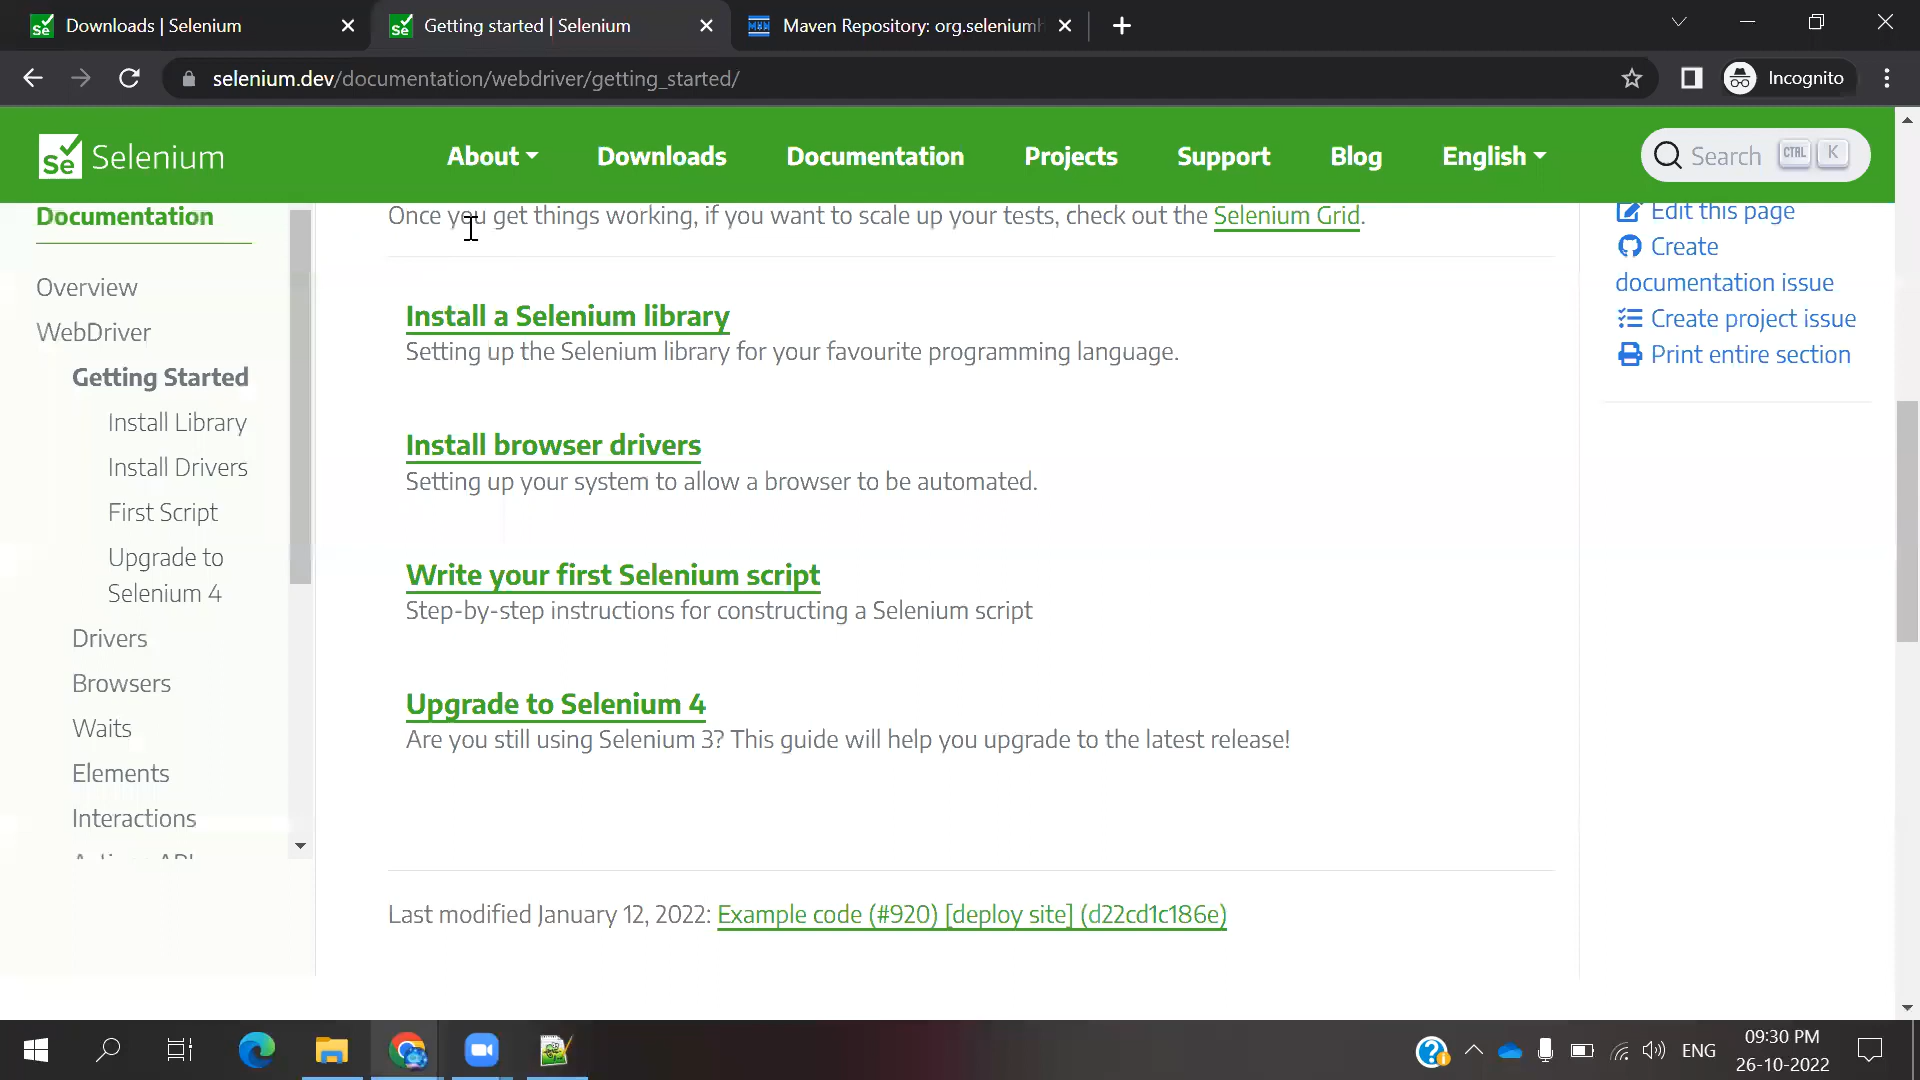 Downloads | Selenium
Getting started | Selenium
Maven Repository: org.seleniumh
selenium.dev/documentation/webdriver/getting_started/
Incognito
Se Selenium
About
Downloads
Documentation
Projects
Support
Blog
English
Search CTRL K
Documentation
Overview
WebDriver
Getting Started
Install Library
Install Drivers
First Script
Upgrade to
Selenium 4
Drivers
Browsers
Waits
Elements
Interactions
Once you get things working, if you want to scale up your tests, check out the Selenium Grid.
Install a Selenium library
Setting up the Selenium library for your favourite programming language.
Install browser drivers
Setting up your system to allow a browser to be automated.
Write your first Selenium script
Step-by-step instructions for constructing a Selenium script
Upgrade to Selenium 4
Are you still using Selenium 3? This guide will help you upgrade to the latest release!
Last modified January 12, 2022: Example code (#920) [deploy site] (d22cd1c186e)
Edit this page
Create
documentation issue
Create project issue
Print entire section
ENG
09:30 PM
26-10-2022